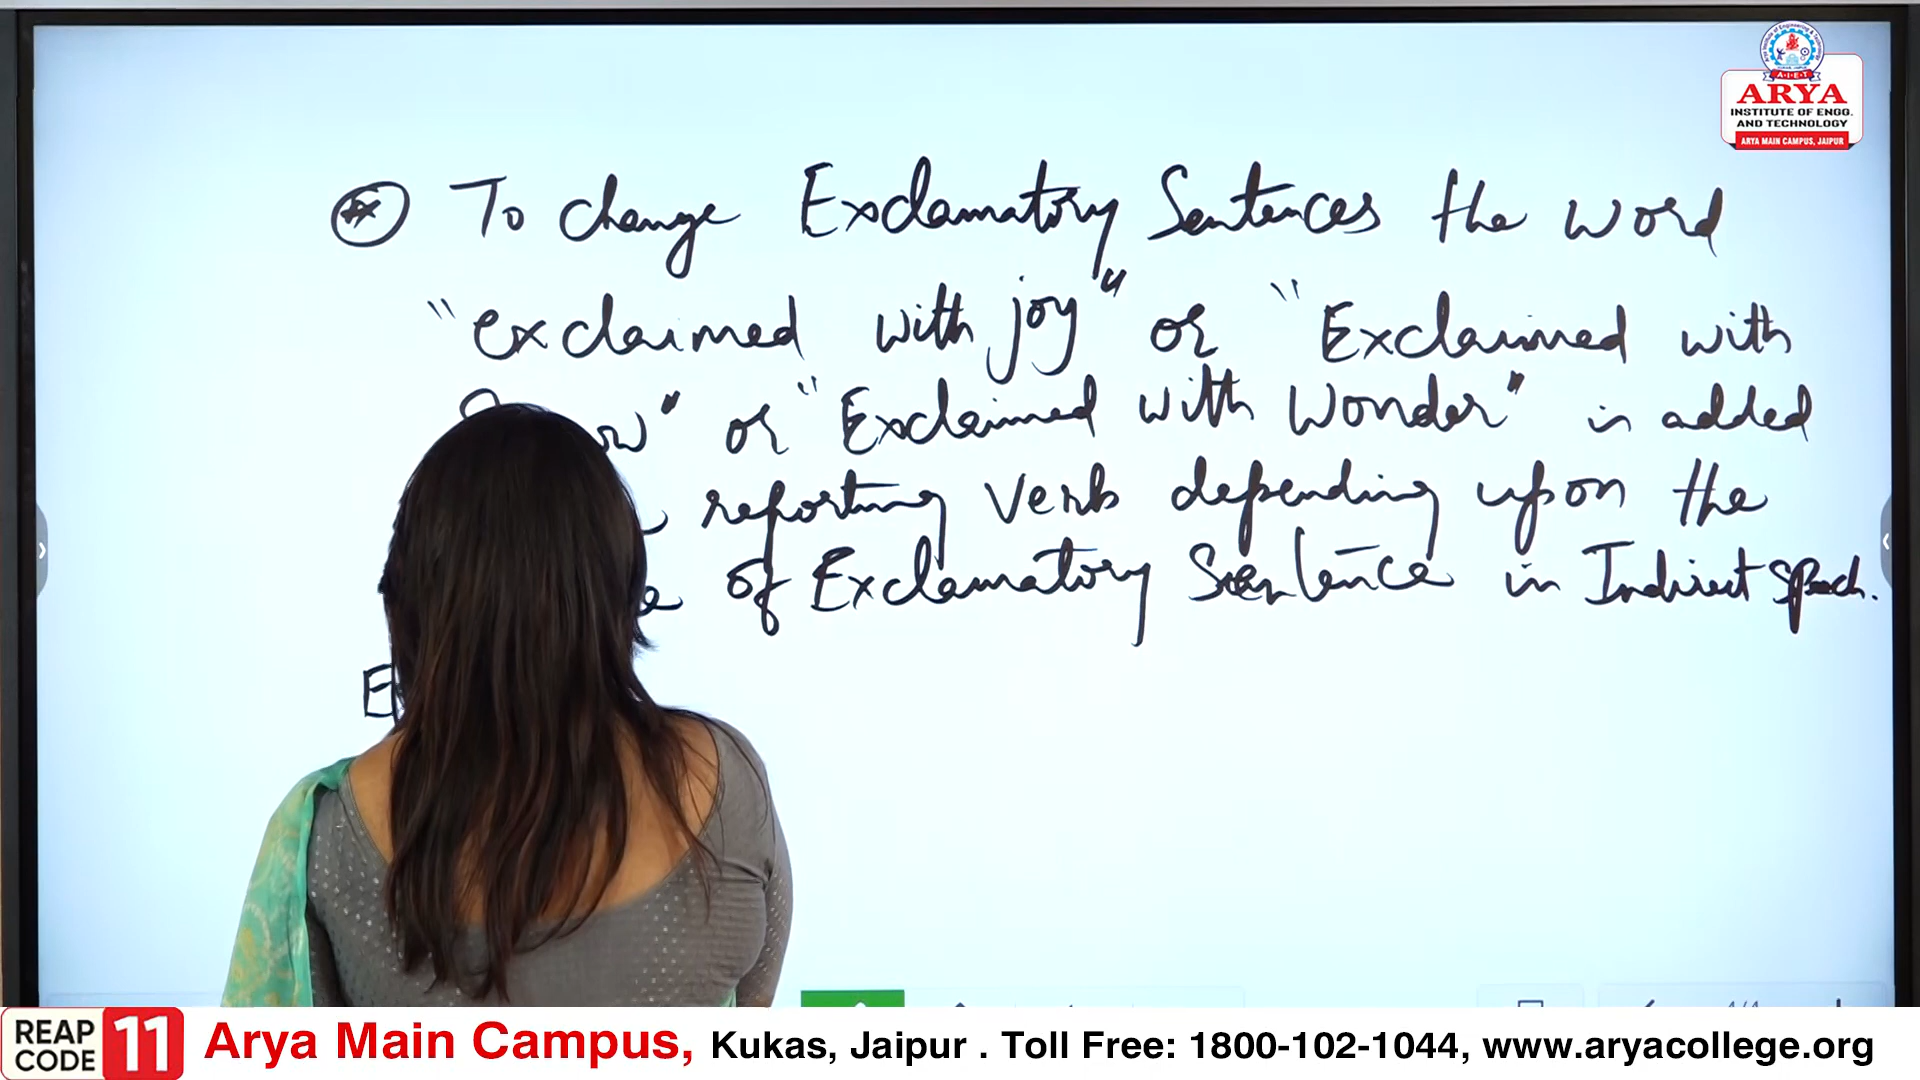 ARYA
INSTITUTE OF ENGG.
AND TECHNOLOGY
ARYA MAIN CAMPUS, JAIPUR
A·I·E·T
To change Exclamatory Sentences the word
"exclaimed with joy" or "Exclaimed with
or "Exclaimed with Wonder" is added
reporting Verb depending upon the
of Exclamatory Sentence in Indirect Speech.
REAP CODE 11 Arya Main Campus, Kukas, Jaipur . Toll Free: 1800-102-1044, www.aryacollege.org